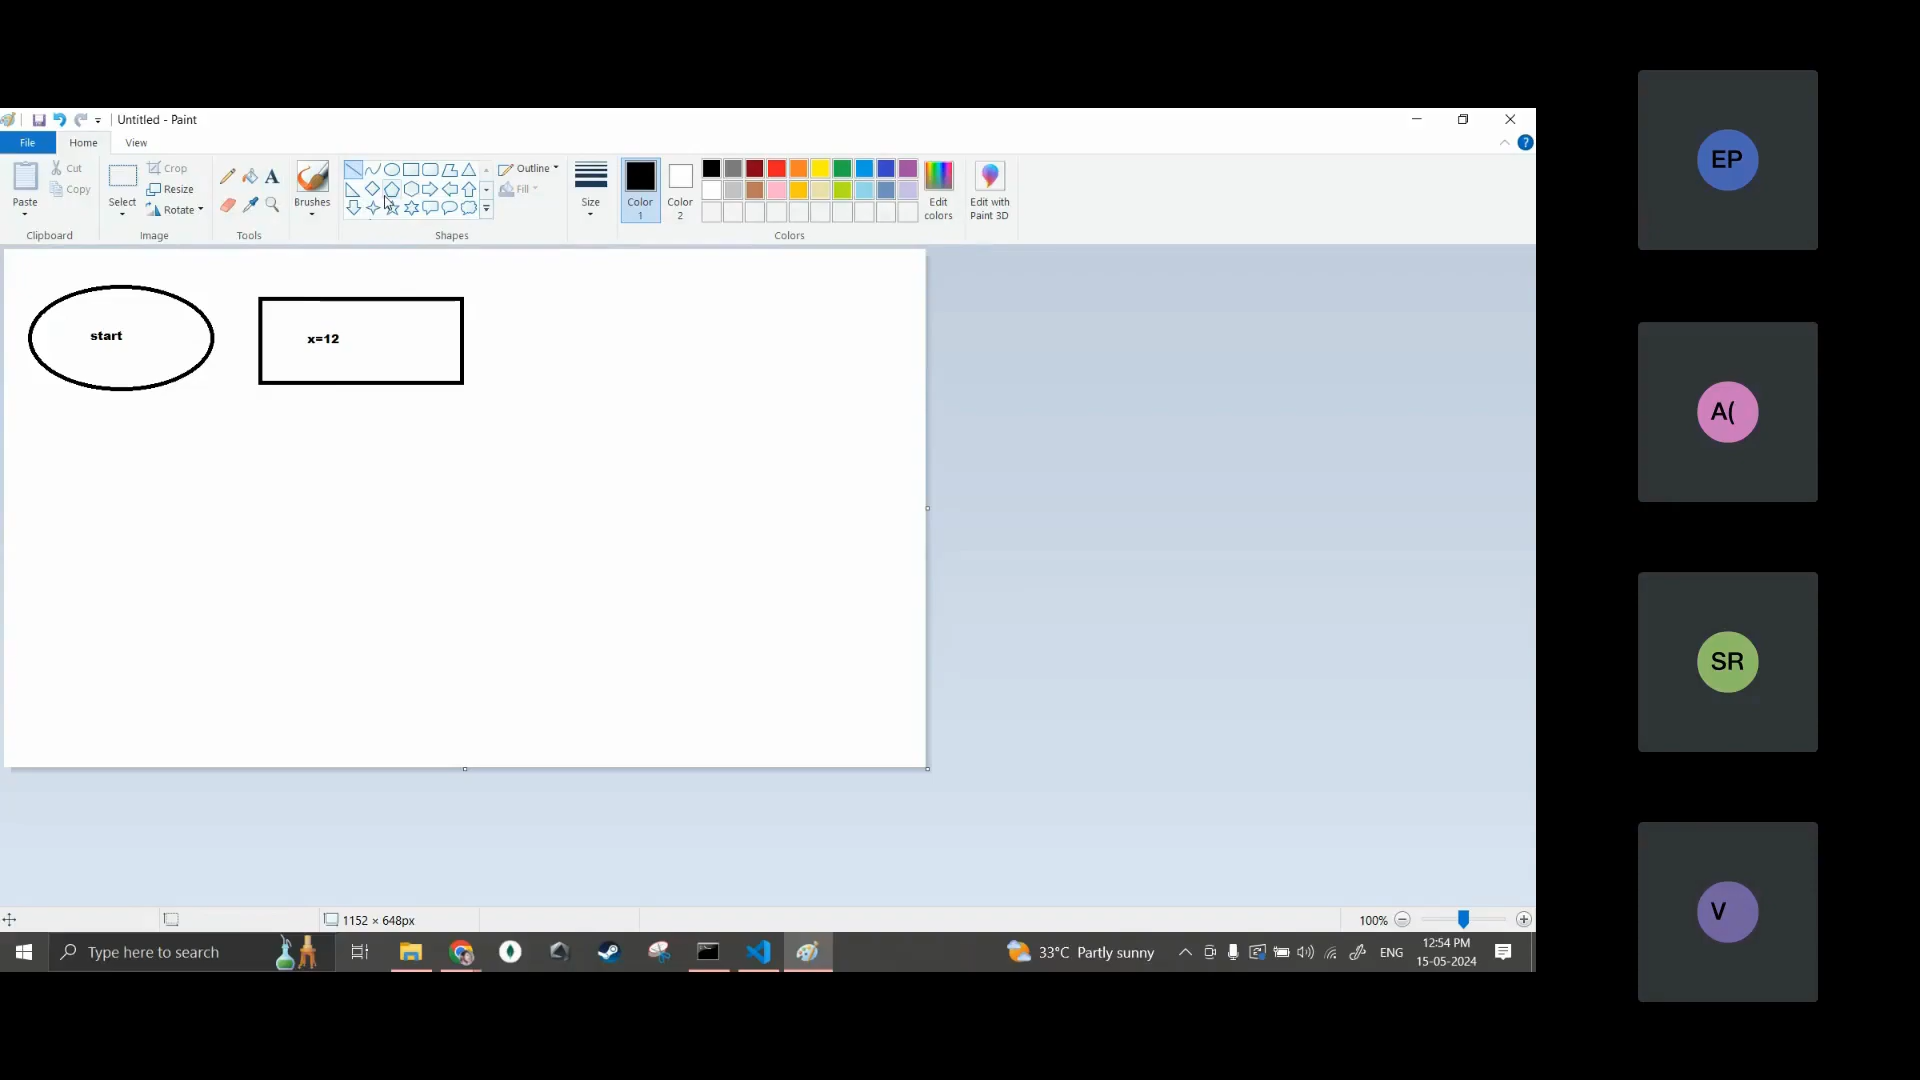 Untitled - Paint
File Home View
Paste
Cut
Copy
Clipboard
Select
Crop
Resize
Rotate
Image
Tools
Brushes
Shapes
Outline
Fill
Size
Color 1
Color 2
Edit colors
Colors
Edit with Paint 3D
start
x=12
1152 × 648px
100%
Type here to search
33°C Partly sunny
ENG
12:54 PM
15-05-2024
EP
A(
SR
V